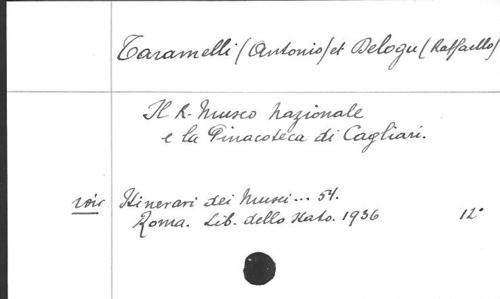 Taramelli (Antonio) et Delogu (Raffaello)
Il R. Museo Nazionale
e la Pinacoteca di Cagliari.
voir Itinerari dei Musei... 54.
Roma. Lib. dello Stato. 1936 12°